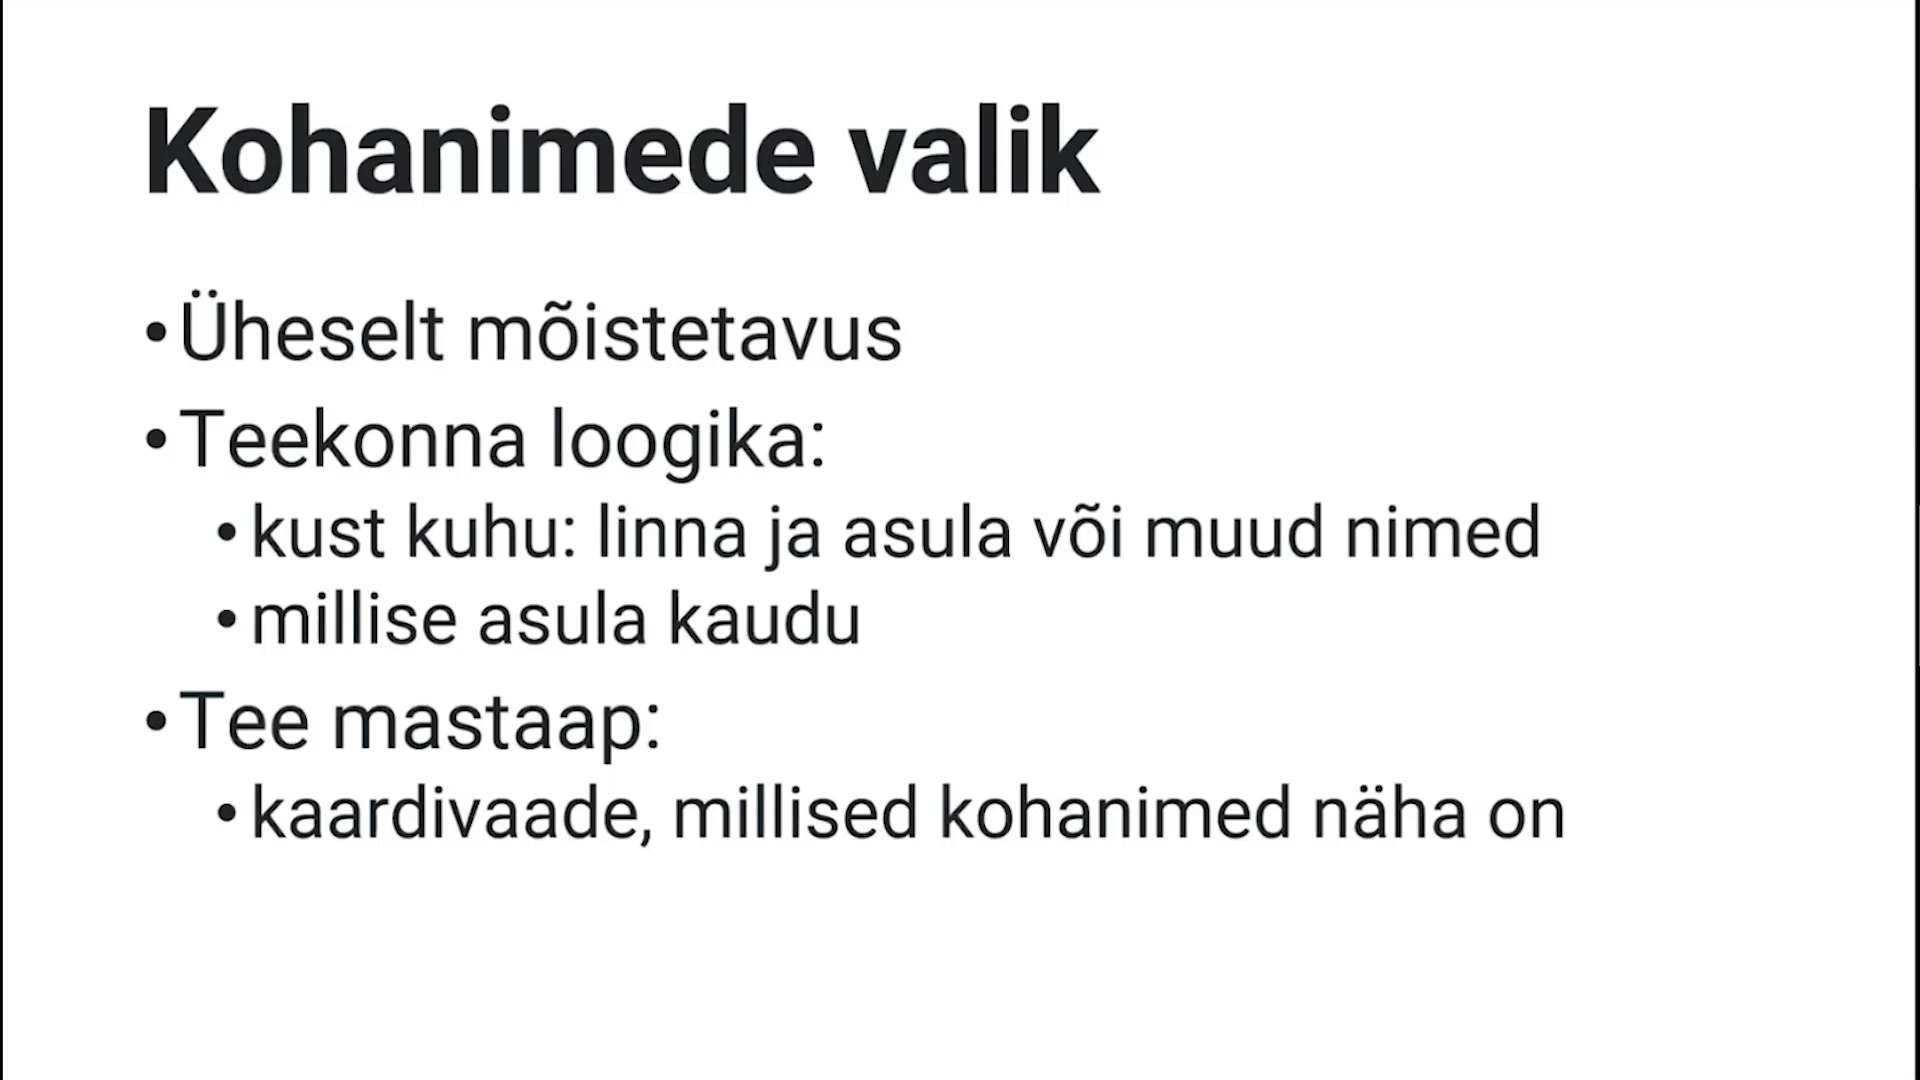 Kohanimede valik
• Üheselt mõistetavus
• Teekonna loogika:
• kust kuhu: linna ja asula või muud nimed
• millise asula kaudu
• Tee mastaap:
• kaardivaade, millised kohanimed näha on